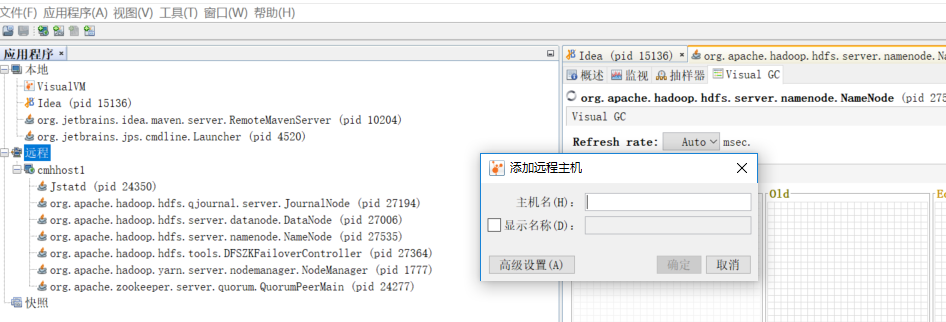 文件(F) 应用程序(A) 视图(V) 工具(T) 窗口(W) 帮助(H)
应用程序 ×
本地
VisualVM
Idea (pid 15136)
org.jetbrains.idea.maven.server.RemoteMavenServer (pid 10204)
org.jetbrains.jps.cmdline.Launcher (pid 4520)
远程
cmhhost1
Jstatd (pid 24350)
org.apache.hadoop.hdfs.qjournal.server.JournalNode (pid 27194)
org.apache.hadoop.hdfs.server.datanode.DataNode (pid 27006)
org.apache.hadoop.hdfs.server.namenode.NameNode (pid 27535)
org.apache.hadoop.hdfs.tools.DFSZKFailoverController (pid 27364)
org.apache.hadoop.yarn.server.nodemanager.NodeManager (pid 1777)
org.apache.zookeeper.server.quorum.QuorumPeerMain (pid 24277)
快照
Idea (pid 15136) × org.apache.hadoop.hdfs.server.namenode.Na
概述 监视 抽样器 Visual GC
org.apache.hadoop.hdfs.server.namenode.NameNode (pid 275
Visual GC
Refresh rate: Auto msec.
Old
添加远程主机
主机名(H):
显示名称(D):
高级设置(A) 确定 取消